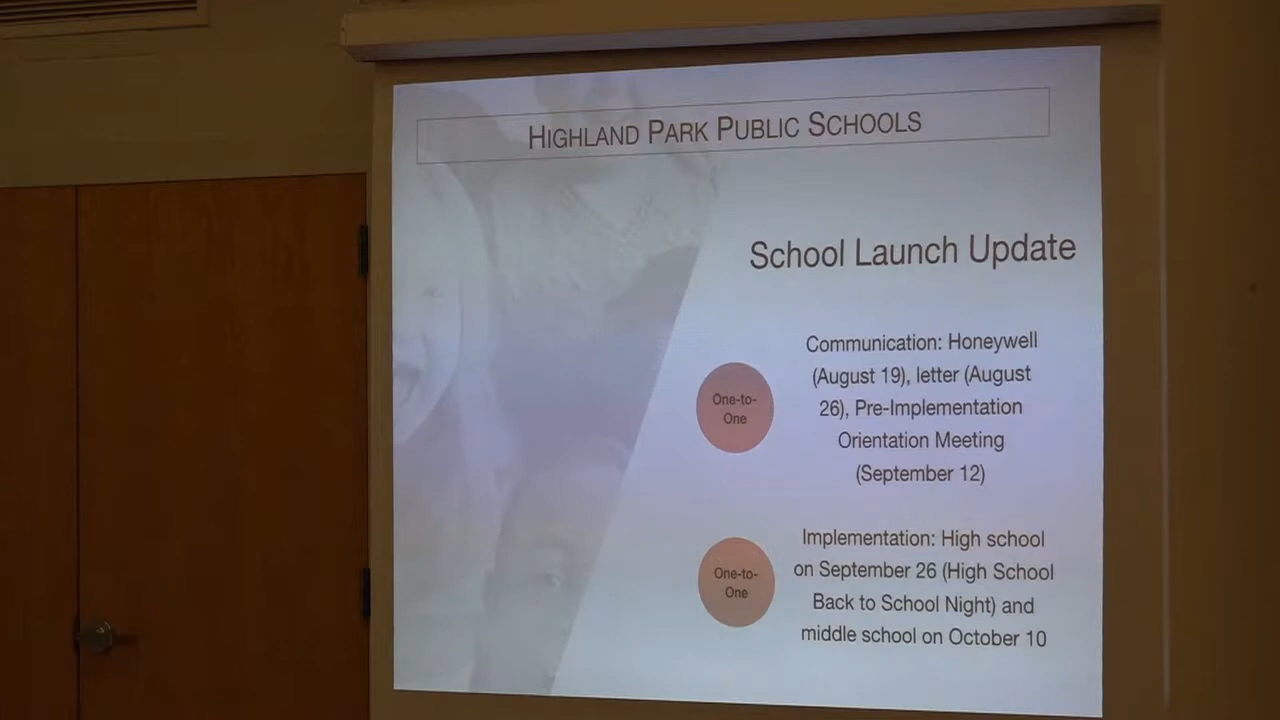 HIGHLAND PARK PUBLIC SCHOOLS
School Launch Update
One-to-
One
Communication: Honeywell
(August 19), letter (August
26), Pre-Implementation
Orientation Meeting
(September 12)
One-to-
One
Implementation: High school
on September 26 (High School
Back to School Night) and
middle school on October 10